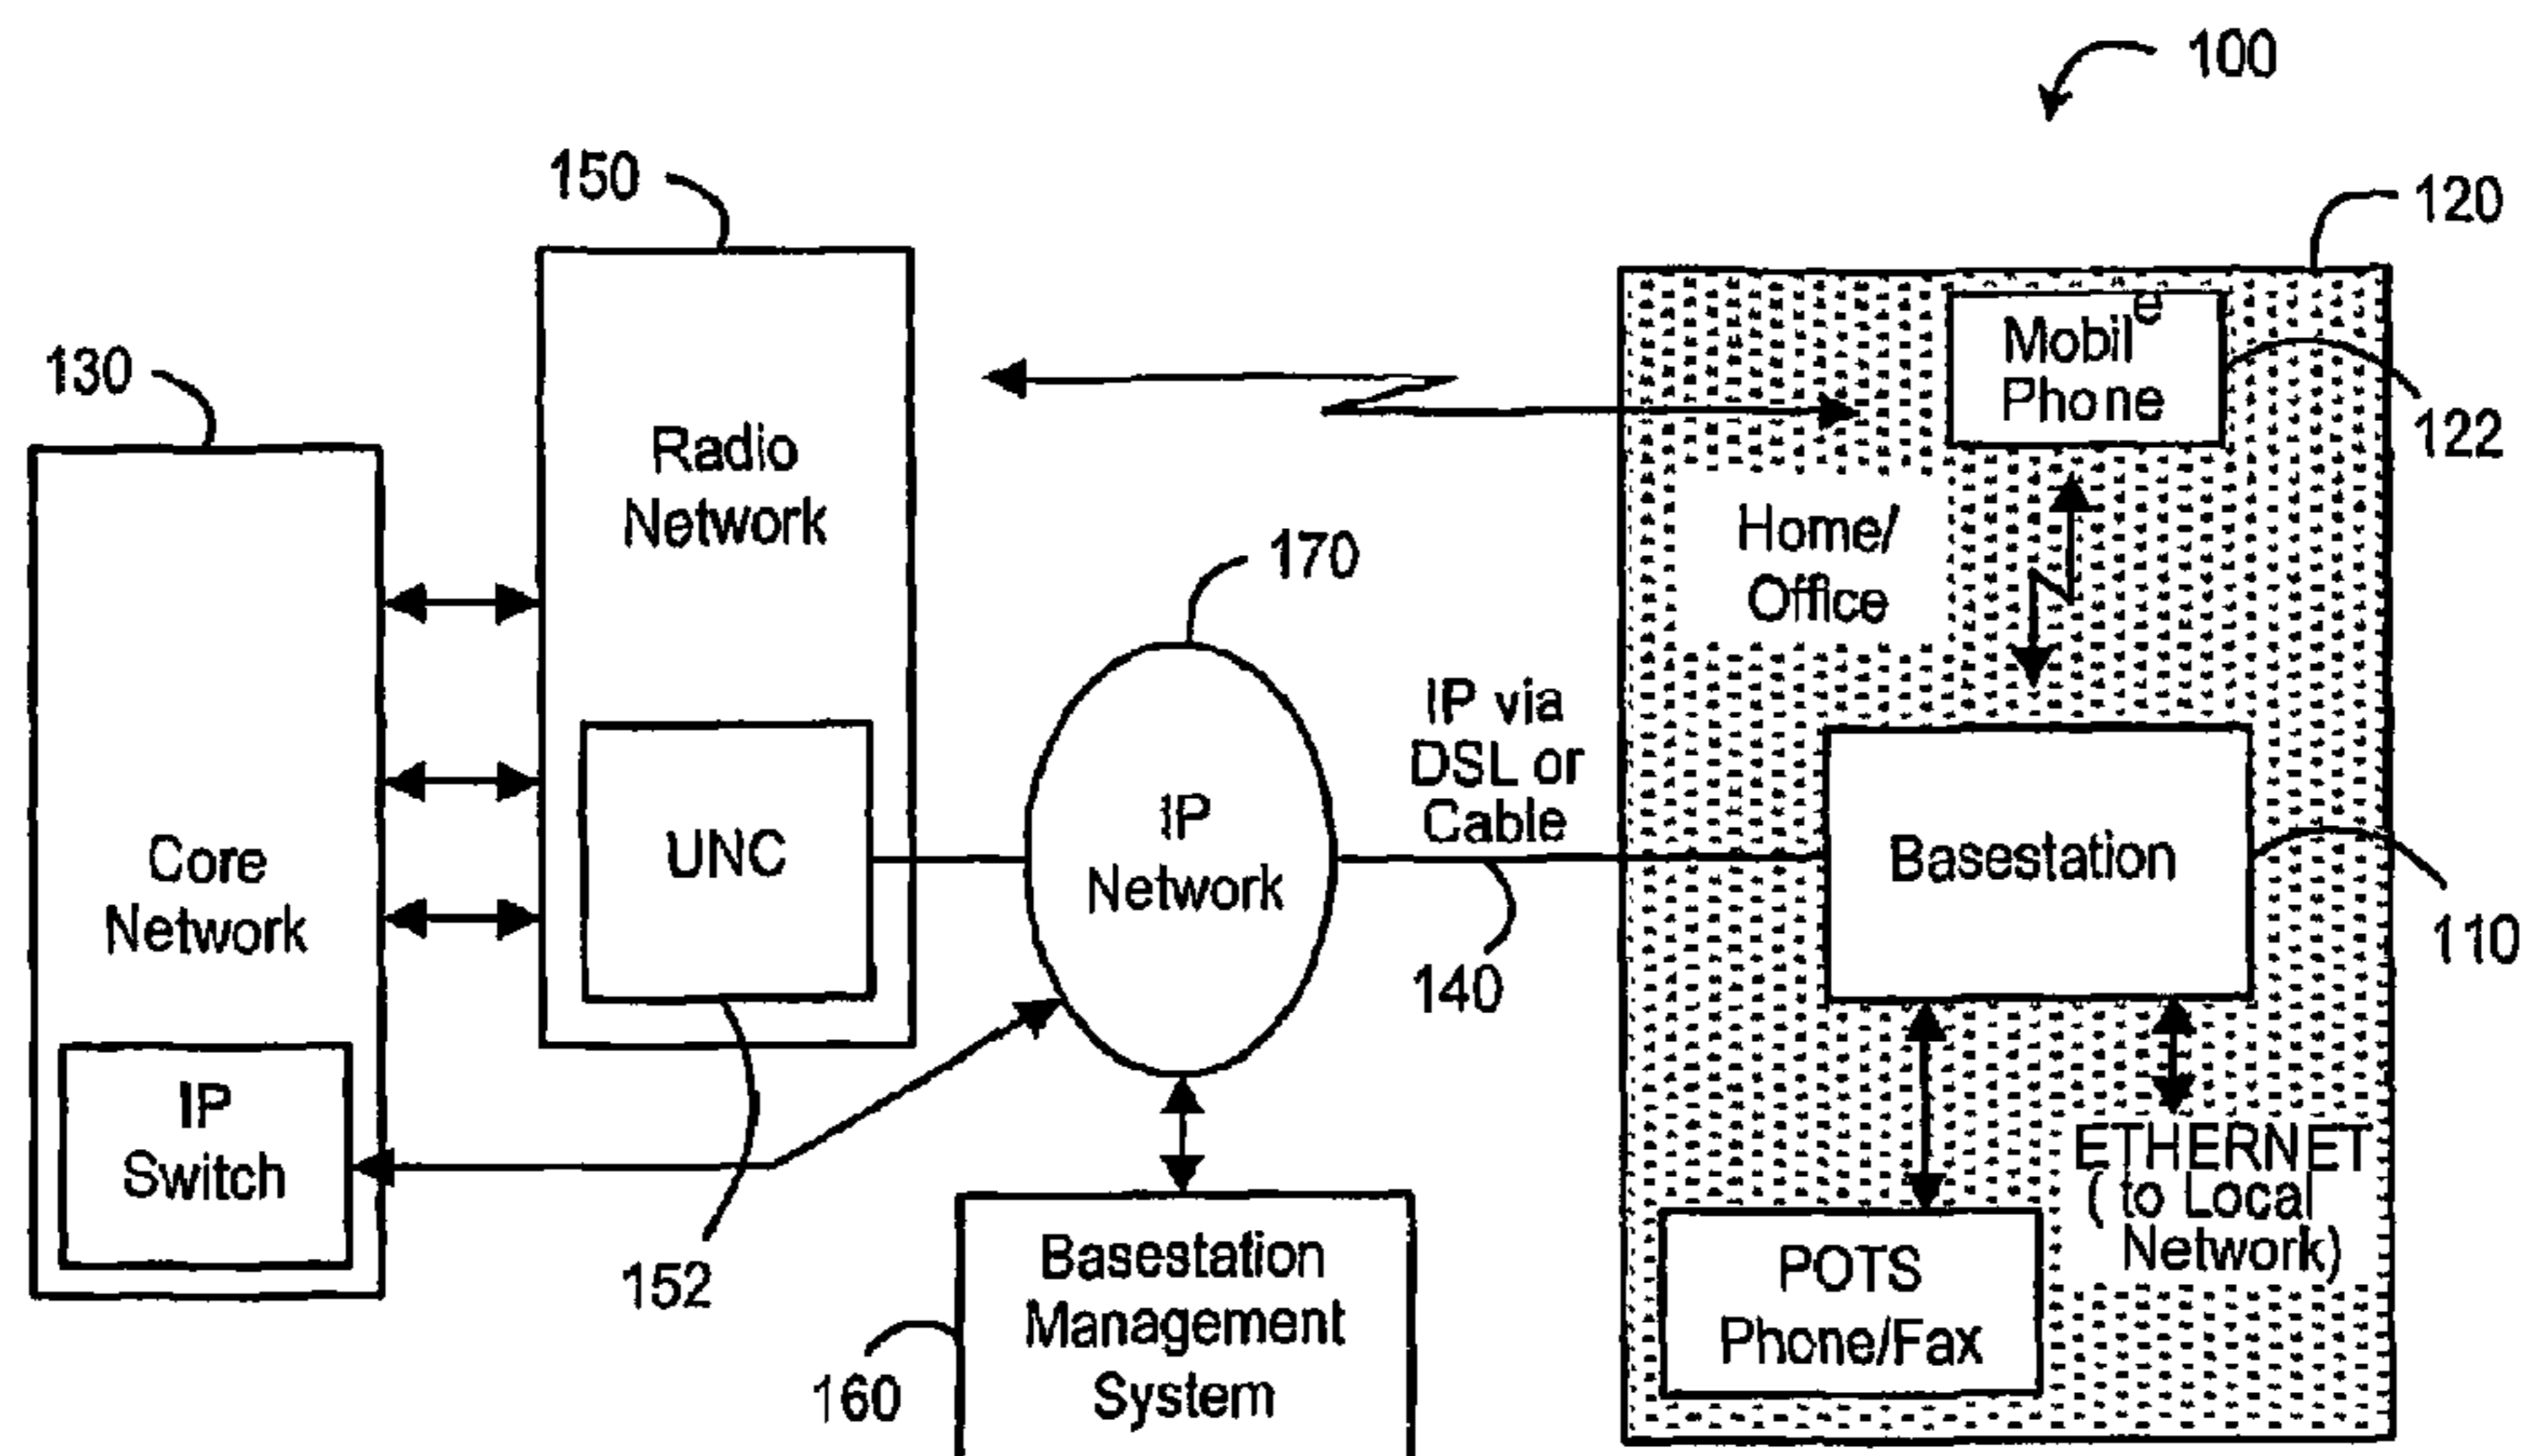 100
150
120
130
Mobile
Phone
122
Radio
Network
Home/
Office
170
IP via
DSL or
Cable
IP
Network
UNC
Core
Network
Basestation
110
140
IP
Switch
152
ETHERNET
( to Local
Network)
Basestation
Management
System
160
POTS
Phone/Fax